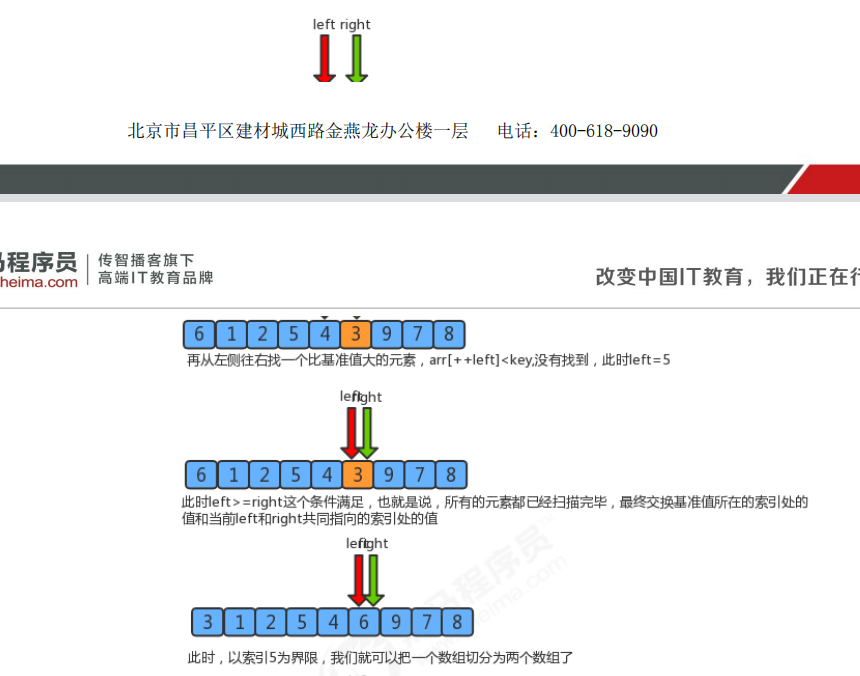 left right
北京市昌平区建材城西路金燕龙办公楼一层 电话：400-618-9090
程序员 传智播客旗下
heima.com 高端IT教育品牌
改变中国IT教育，我们正在行
6 1 2 5 4 3 9 7 8
再从左侧往右找一个比基准值大的元素，arr[++left]<key,没有找到，此时left=5
left right
6 1 2 5 4 3 9 7 8
此时left>=right这个条件满足，也就是说，所有的元素都已经扫描完毕，最终交换基准值所在的索引处的
值和当前left和right共同指向的索引处的值
left right
3 1 2 5 4 6 9 7 8
此时，以索引5为界限，我们就可以把一个数组切分为两个数组了